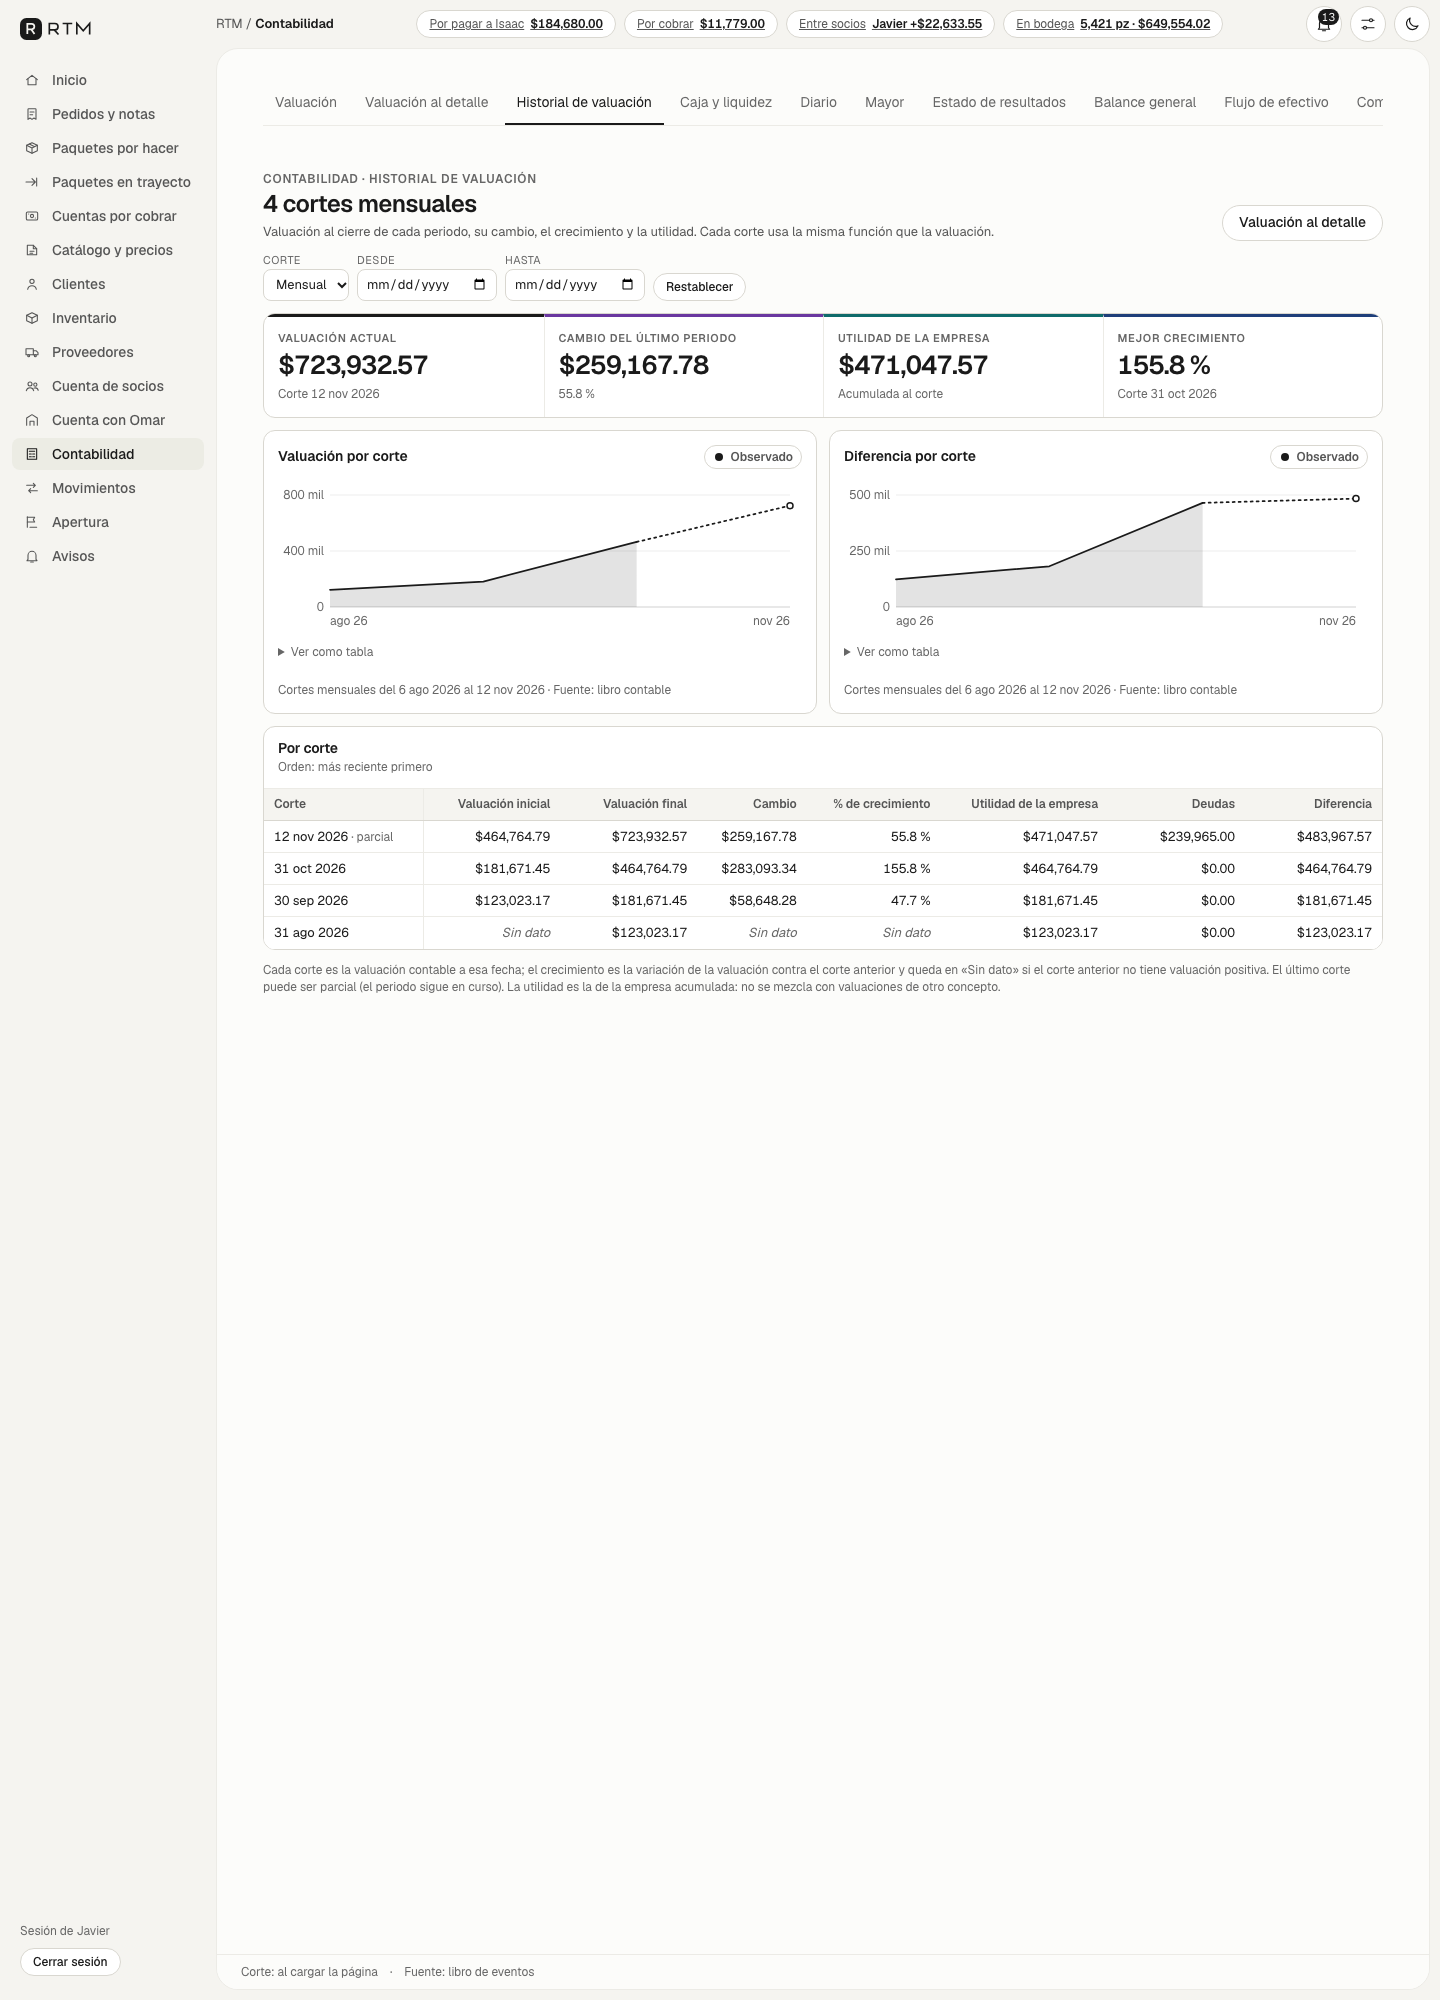 R RTM
RTM / Contabilidad
Por pagar a Isaac $184,680.00
Por cobrar $11,779.00
Entre socios Javier +$22,633.55
En bodega 5,421 pz · $649,554.02
13
Inicio
Pedidos y notas
Paquetes por hacer
Paquetes en trayecto
Cuentas por cobrar
Catálogo y precios
Clientes
Inventario
Proveedores
Cuenta de socios
Cuenta con Omar
Contabilidad
Movimientos
Apertura
Avisos
Valuación Valuación al detalle Historial de valuación Caja y liquidez Diario Mayor Estado de resultados Balance general Flujo de efectivo Com
CONTABILIDAD · HISTORIAL DE VALUACIÓN
4 cortes mensuales
Valuación al cierre de cada periodo, su cambio, el crecimiento y la utilidad. Cada corte usa la misma función que la valuación.
Valuación al detalle
CORTE DESDE HASTA
Mensual mm/dd/yyyy mm/dd/yyyy Restablecer
VALUACIÓN ACTUAL
$723,932.57
Corte 12 nov 2026
CAMBIO DEL ÚLTIMO PERIODO
$259,167.78
55.8 %
UTILIDAD DE LA EMPRESA
$471,047.57
Acumulada al corte
MEJOR CRECIMIENTO
155.8 %
Corte 31 oct 2026
Valuación por corte
Observado
800 mil
400 mil
0
ago 26 nov 26
Ver como tabla
Cortes mensuales del 6 ago 2026 al 12 nov 2026 · Fuente: libro contable
Diferencia por corte
Observado
500 mil
250 mil
0
ago 26 nov 26
Ver como tabla
Cortes mensuales del 6 ago 2026 al 12 nov 2026 · Fuente: libro contable
Por corte
Orden: más reciente primero
Corte Valuación inicial Valuación final Cambio % de crecimiento Utilidad de la empresa Deudas Diferencia
12 nov 2026 · parcial $464,764.79 $723,932.57 $259,167.78 55.8 % $471,047.57 $239,965.00 $483,967.57
31 oct 2026 $181,671.45 $464,764.79 $283,093.34 155.8 % $464,764.79 $0.00 $464,764.79
30 sep 2026 $123,023.17 $181,671.45 $58,648.28 47.7 % $181,671.45 $0.00 $181,671.45
31 ago 2026 Sin dato $123,023.17 Sin dato Sin dato $123,023.17 $0.00 $123,023.17
Cada corte es la valuación contable a esa fecha; el crecimiento es la variación de la valuación contra el corte anterior y queda en «Sin dato» si el corte anterior no tiene valuación positiva. El último corte
puede ser parcial (el periodo sigue en curso). La utilidad es la de la empresa acumulada: no se mezcla con valuaciones de otro concepto.
Sesión de Javier
Cerrar sesión
Corte: al cargar la página · Fuente: libro de eventos